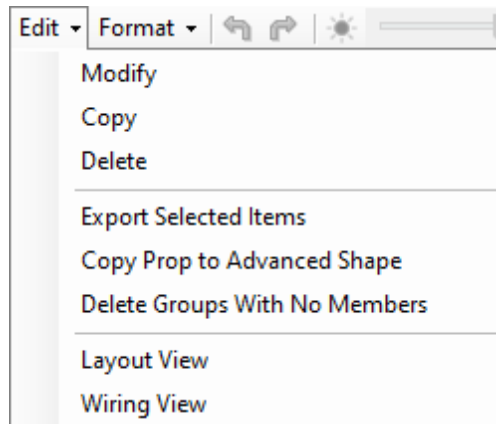 Edit Format
Modify
Copy
Delete
Export Selected Items
Copy Prop to Advanced Shape
Delete Groups With No Members
Layout View
Wiring View